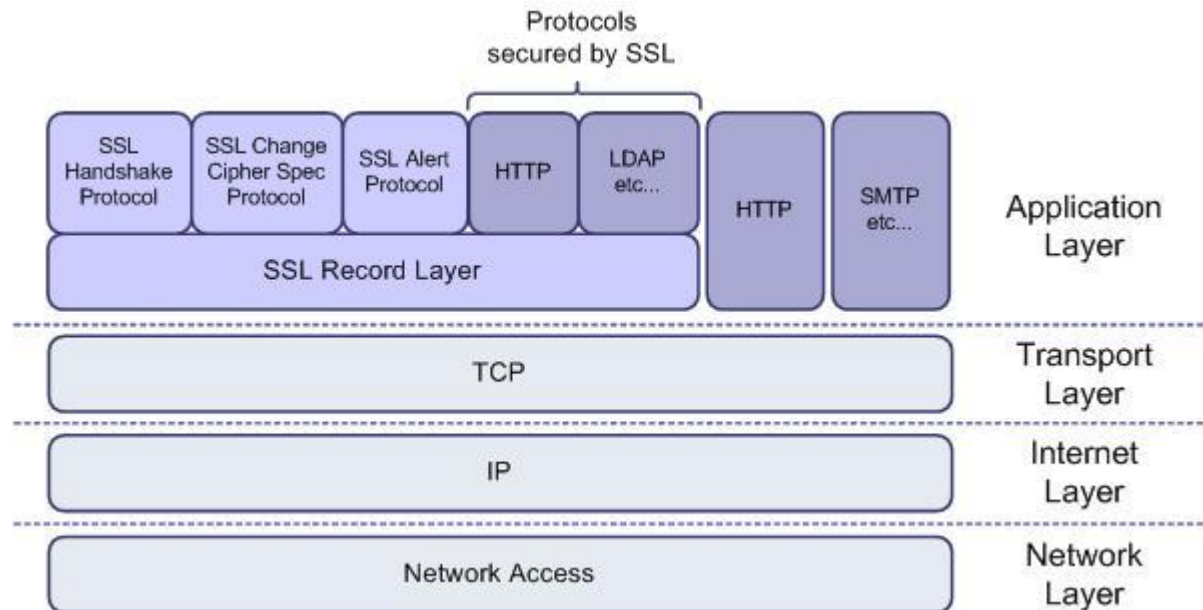 Protocols
secured by SSL
SSL
Handshake
Protocol
SSL Change
Cipher Spec
Protocol
SSL Alert
Protocol
HTTP
LDAP
etc...
HTTP
SMTP
etc...
Application
Layer
SSL Record Layer
TCP
Transport
Layer
IP
Internet
Layer
Network Access
Network
Layer